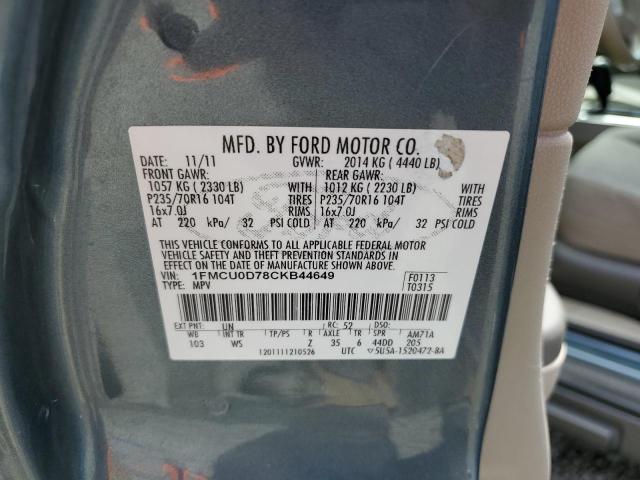 MFD. BY FORD MOTOR CO.
DATE: 11/11 GVWR: 2014 KG ( 4440 LB)
FRONT GAWR: REAR GAWR:
1057 KG ( 2330 LB) WITH 1012 KG ( 2230 LB) WITH
P235/70R16 104T TIRES P235/70R16 104T TIRES
16x7.0J RIMS 16x7.0J RIMS
AT 220 kPa/ 32 PSI COLD AT 220 kPa/ 32 PSI COLD
THIS VEHICLE CONFORMS TO ALL APPLICABLE FEDERAL MOTOR
VEHICLE SAFETY AND THEFT PREVENTION STANDARDS IN EFFECT ON
THE DATE OF MANUFACTURE SHOWN ABOVE.
VIN: 1FMCU0D78CKB44649 F0113
TYPE: MPV T0315
EXT PNT: UN RC: 52 DSO:
WB INT TR TP/PS R AXLE TR SPR AM71A
103 WS Z 35 6 44DD 205
1201111210526 UTC 5U5A-1520472-BA